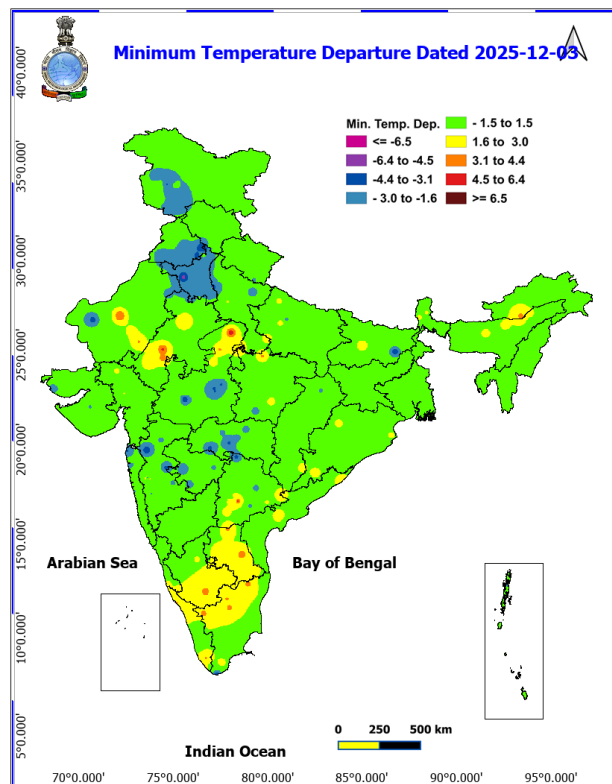 Minimum Temperature Departure Dated 2025-12-03
Min. Temp. Dep.
<= -6.5
-6.4 to -4.5
-4.4 to -3.1
- 3.0 to -1.6
- 1.5 to 1.5
1.6 to 3.0
3.1 to 4.4
4.5 to 6.4
>= 6.5
40°0.000'
35°0.000'
30°0.000'
25°0.000'
20°0.000'
15°0.000'
10°0.000'
5°0.000'
Arabian Sea
Bay of Bengal
0 250 500 km
Indian Ocean
70°0.000' 75°0.000' 80°0.000' 85°0.000' 90°0.000' 95°0.000'